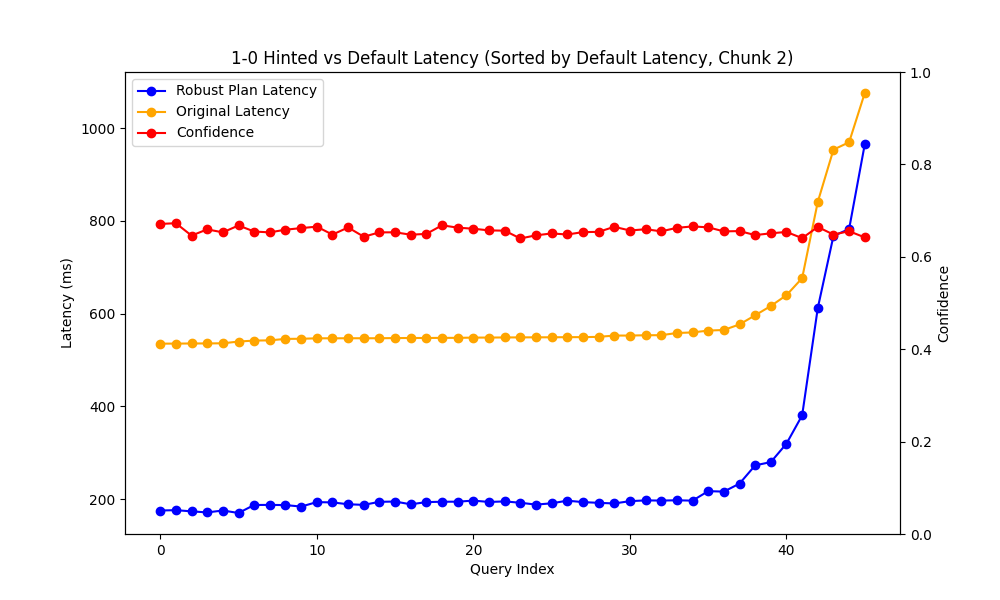 1-0 Hinted vs Default Latency (Sorted by Default Latency, Chunk 2)
Robust Plan Latency
Original Latency
Confidence
1000
800
600
400
200
Latency (ms)
1.0
0.8
0.6
0.4
0.2
0.0
Confidence
0 10 20 30 40
Query Index